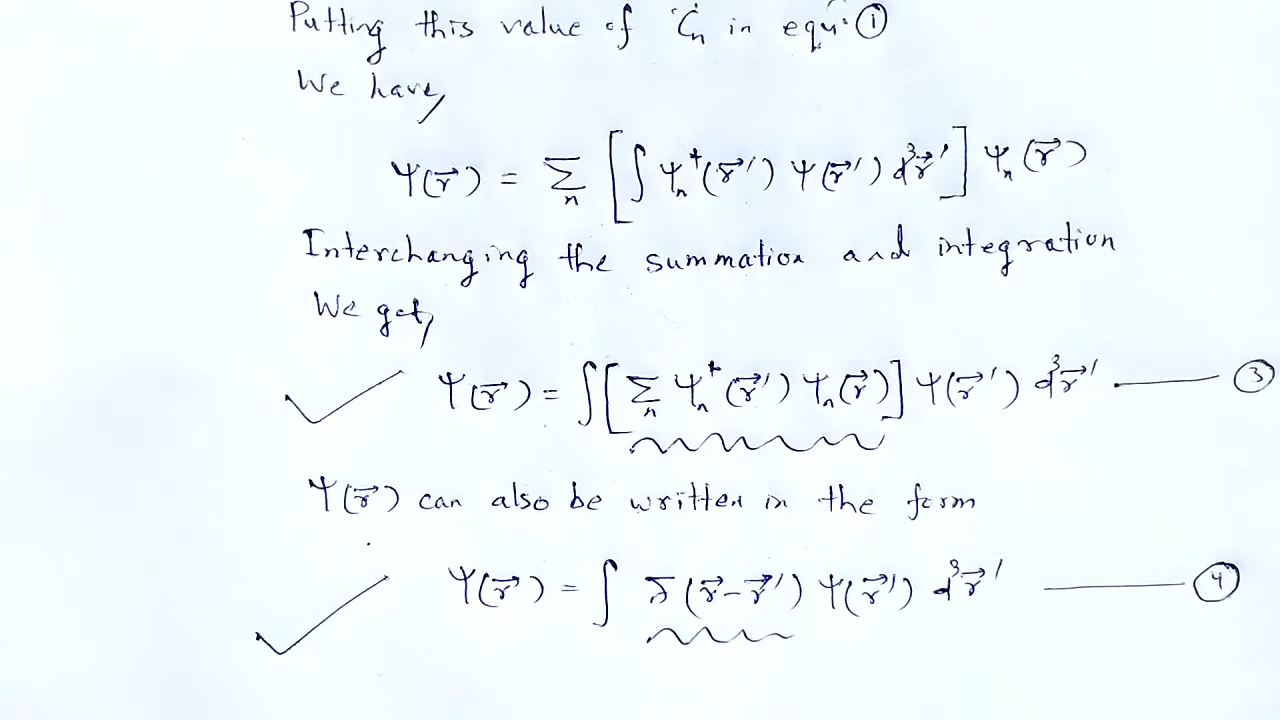 Putting this value of 'Cn' in equⁿ: ①
We have,
Ψ(r⃗) = Σₙ [∫ Ψₙ⁺(r⃗′) Ψ(r⃗′) d³r⃗′] Ψₙ(r⃗)
Interchanging the summation and integration
We get,
Ψ(r⃗) = ∫[Σₙ Ψₙ⁺(r⃗′) Ψₙ(r⃗)] Ψ(r⃗′) d³r⃗′ — ③
Ψ(r⃗) can also be written in the form
Ψ(r⃗) = ∫ δ(r⃗-r⃗′) Ψ(r⃗′) d³r⃗′ — ④